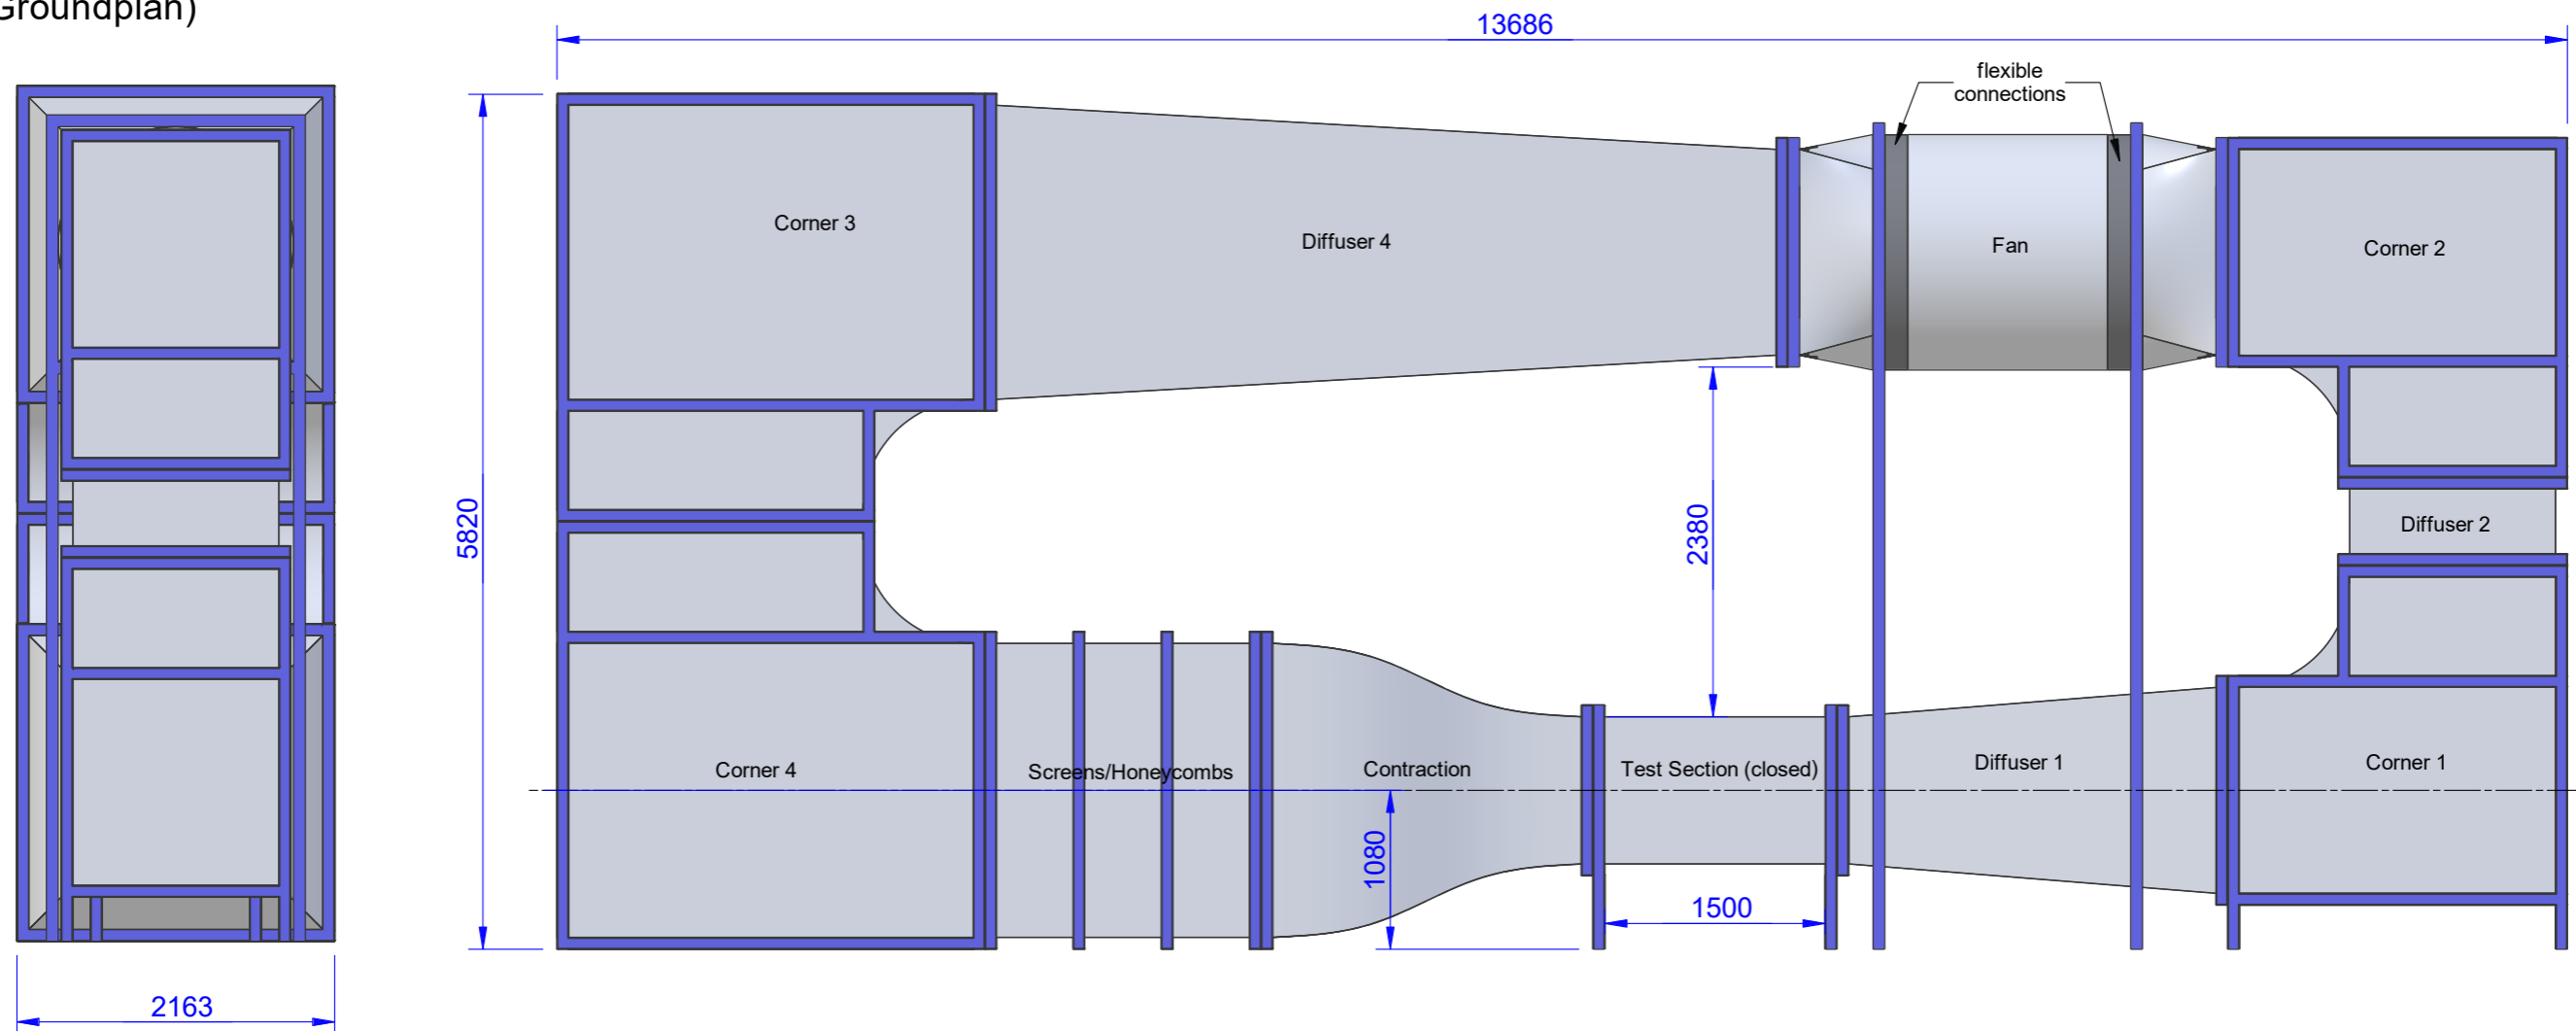 Groundplan)
13686
flexible
connections
Corner 3
Diffuser 4
Fan
Corner 2
5820
2380
Diffuser 2
Corner 4
Screens/Honeycombs
Contraction
Test Section (closed)
Diffuser 1
Corner 1
1080
1500
2163